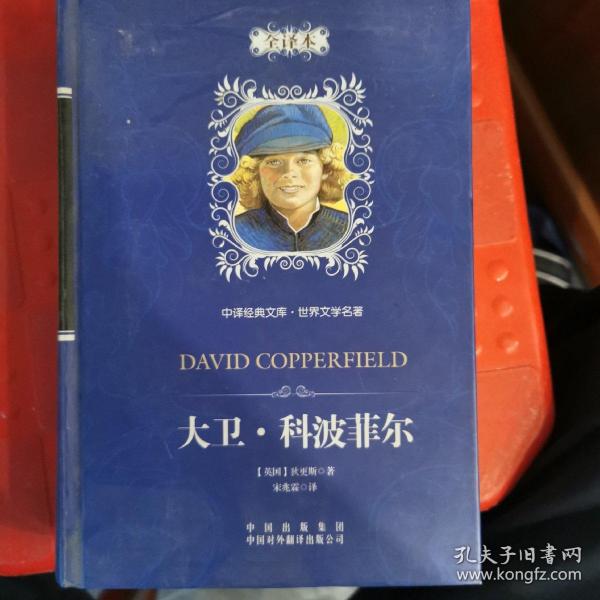 全译本
中译经典文库·世界文学名著
DAVID COPPERFIELD
大卫·科波菲尔
【英国】狄更斯◎著
宋兆霖◎译
中国出版集团
中国对外翻译出版公司
孔夫子旧书网
www.kongfz.com